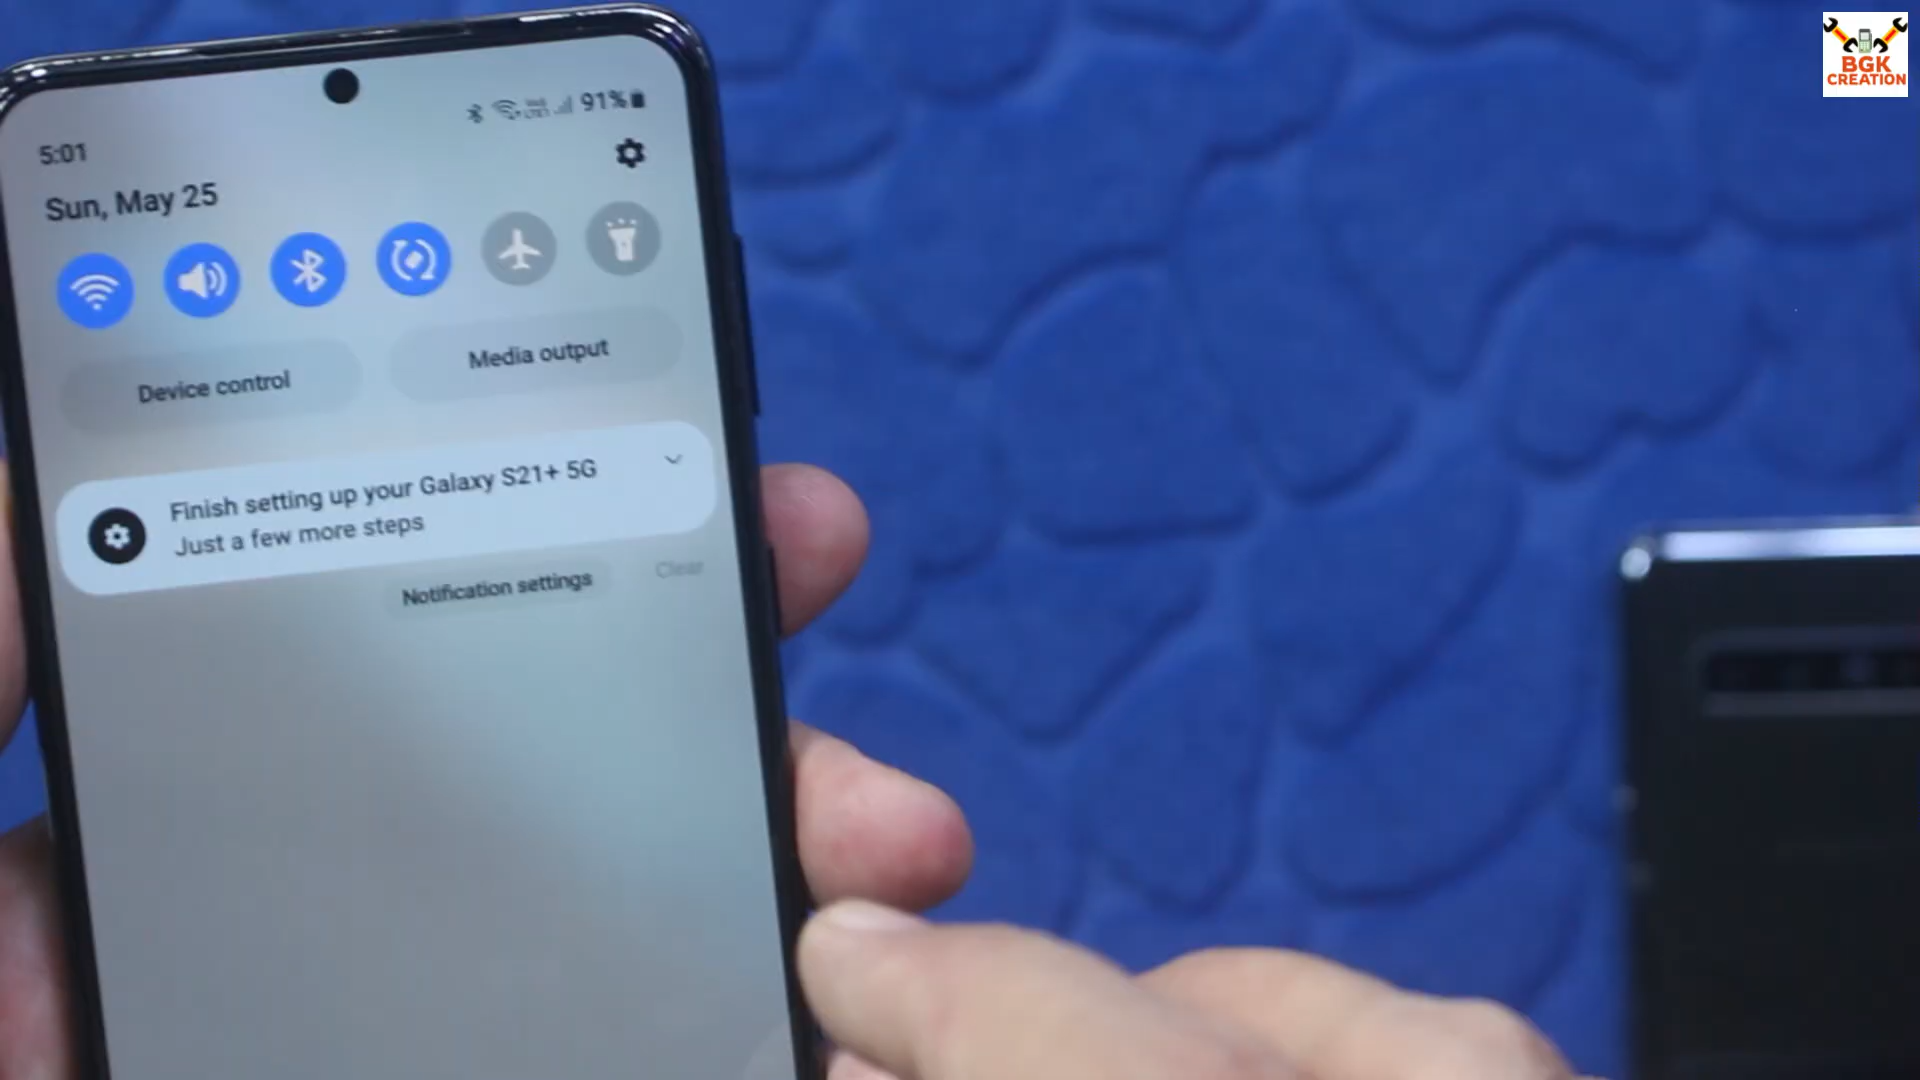 BGK
CREATION
91%
5:01
Sun, May 25
Device control
Media output
Finish setting up your Galaxy S21+ 5G
Just a few more steps
Notification settings
Clear